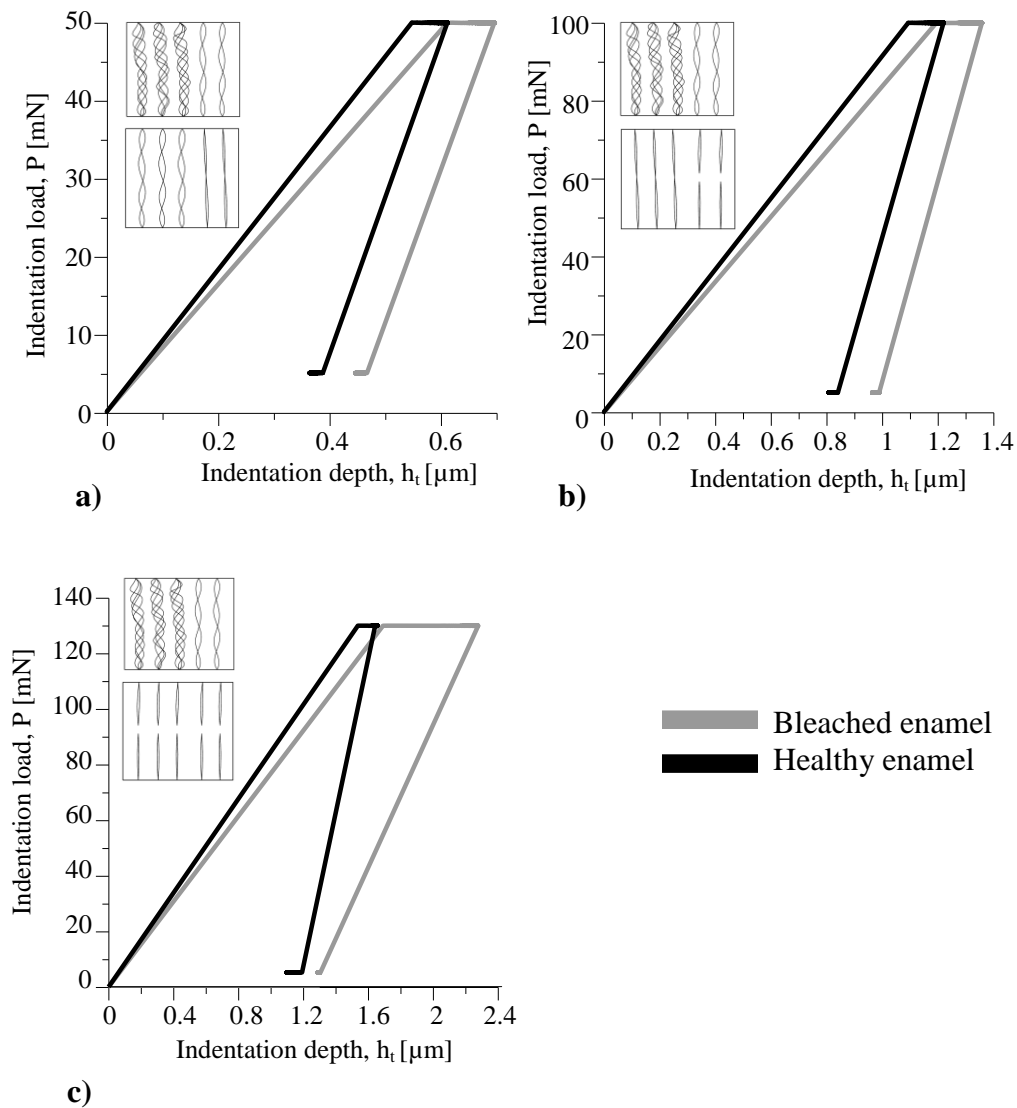 50
40
30
20
10
0
Indentation load, P [mN]
0 0.2 0.4 0.6
Indentation depth, ht [µm]
a)
100
80
60
40
20
0
Indentation load, P [mN]
0 0.2 0.4 0.6 0.8 1 1.2 1.4
Indentation depth, ht [µm]
b)
140
120
100
80
60
40
20
0
Indentation load, P [mN]
0 0.4 0.8 1.2 1.6 2 2.4
Indentation depth, ht [µm]
c)
Bleached enamel
Healthy enamel